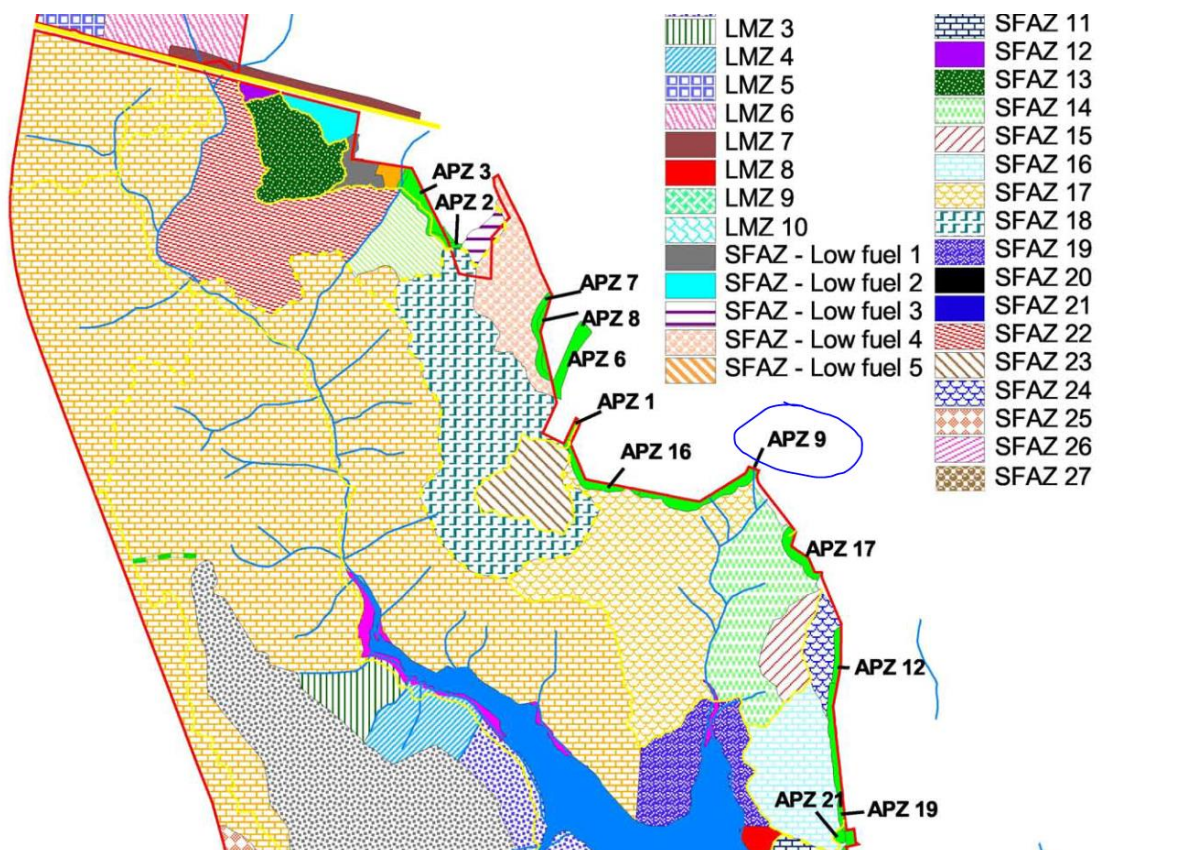 LMZ 3
LMZ 4
LMZ 5
LMZ 6
LMZ 7
LMZ 8
LMZ 9
LMZ 10
SFAZ - Low fuel 1
SFAZ - Low fuel 2
SFAZ - Low fuel 3
SFAZ - Low fuel 4
SFAZ - Low fuel 5
SFAZ 11
SFAZ 12
SFAZ 13
SFAZ 14
SFAZ 15
SFAZ 16
SFAZ 17
SFAZ 18
SFAZ 19
SFAZ 20
SFAZ 21
SFAZ 22
SFAZ 23
SFAZ 24
SFAZ 25
SFAZ 26
SFAZ 27
APZ 3
APZ 2
APZ 7
APZ 8
APZ 6
APZ 1
APZ 16
APZ 9
APZ 17
APZ 12
APZ 21
APZ 19